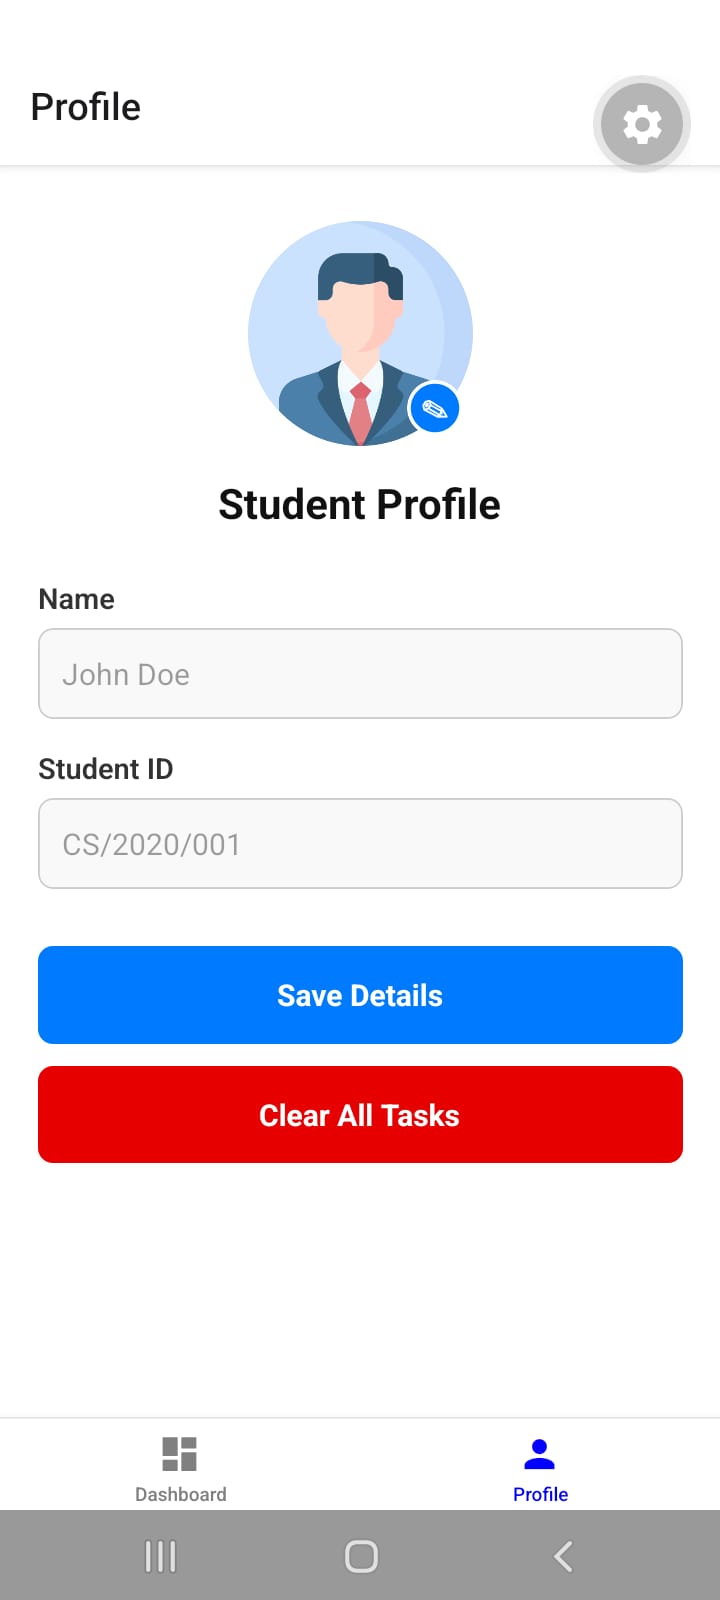 Profile
Student Profile
Name
John Doe
Student ID
CS/2020/001
Save Details
Clear All Tasks
Dashboard
Profile